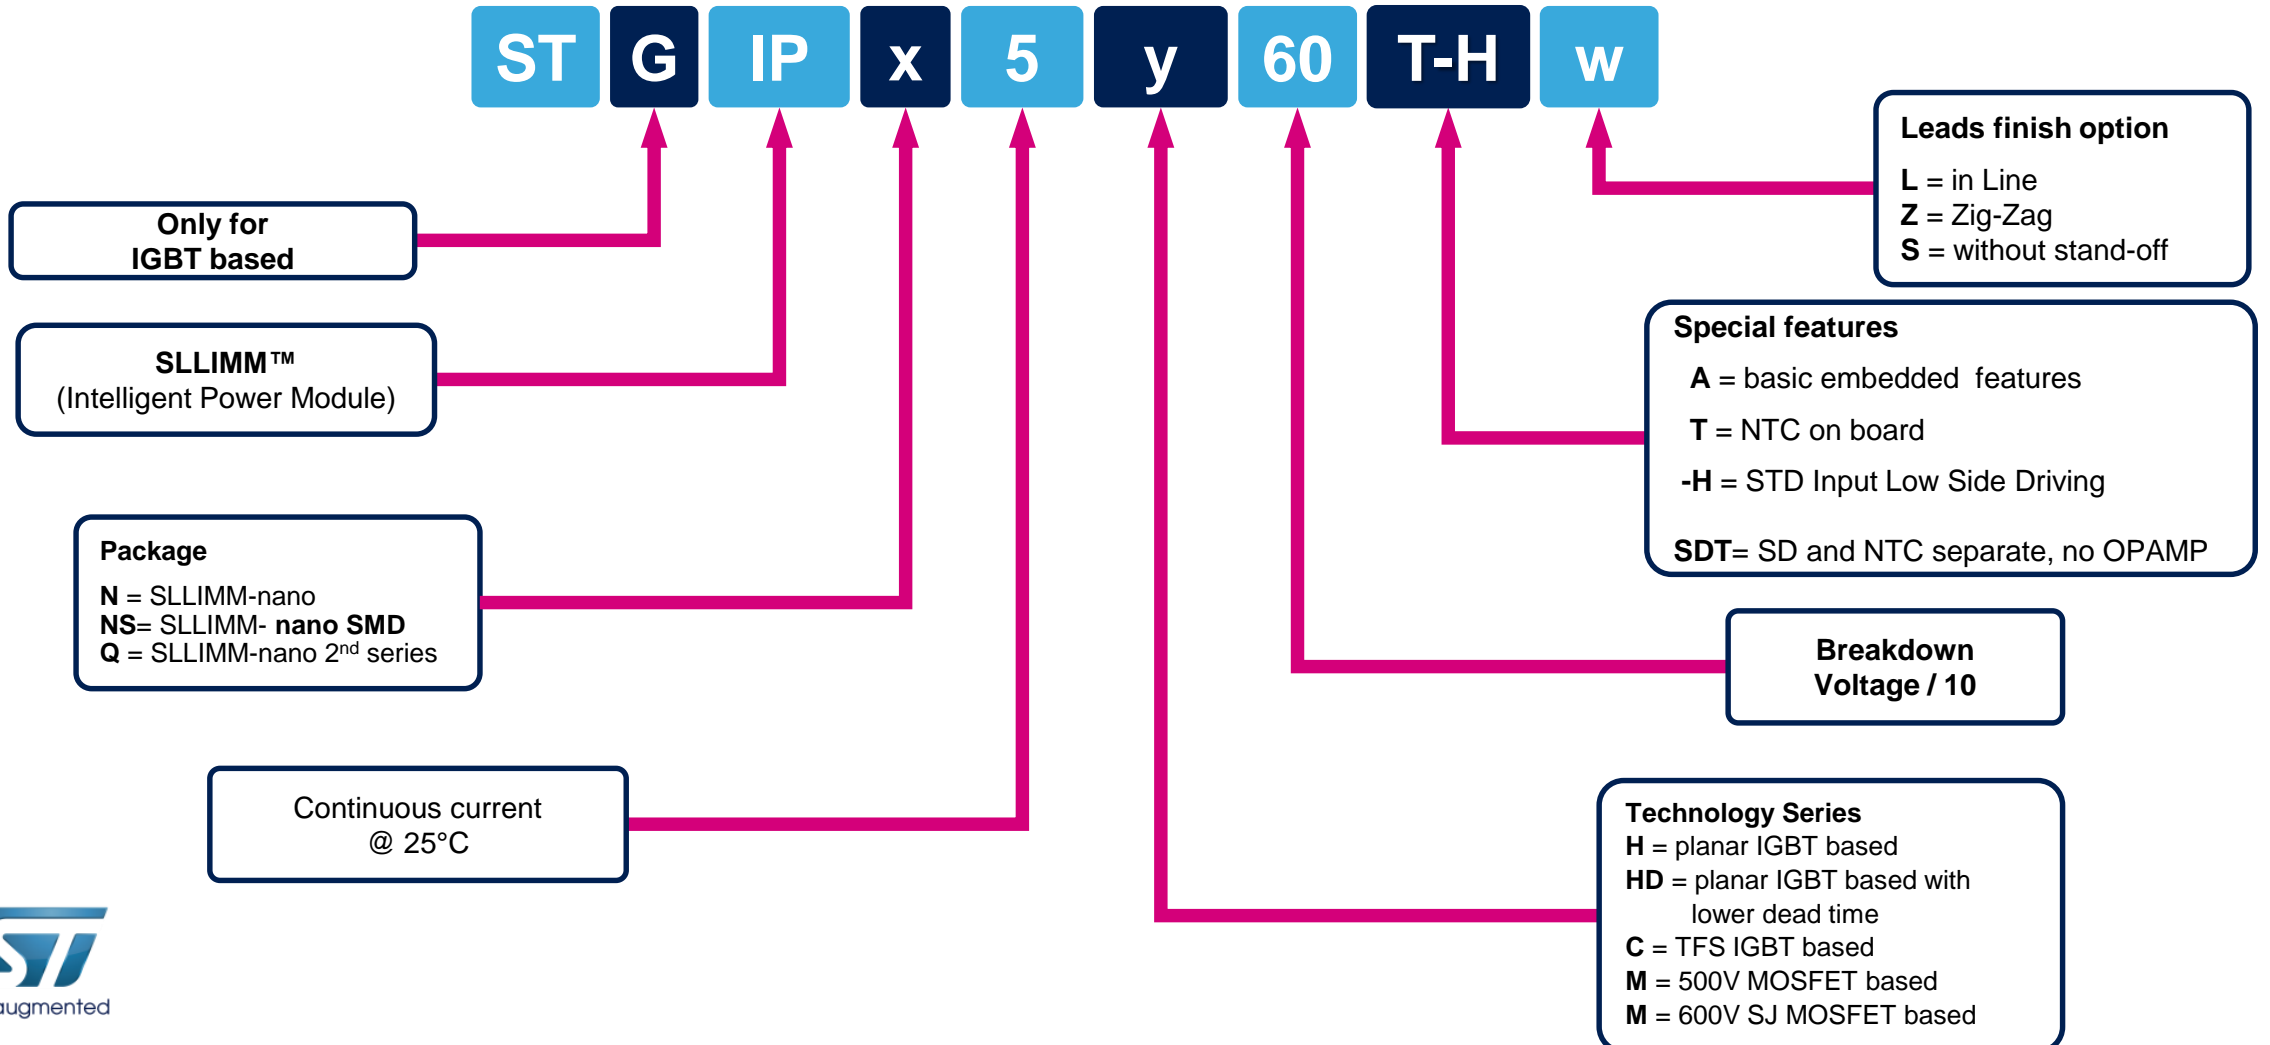 ST G IP x 5 y 60 T-H w
Leads finish option
L = in Line
Z = Zig-Zag
S = without stand-off
Only for
IGBT based
Special features
A = basic embedded features
T = NTC on board
-H = STD Input Low Side Driving
SDT= SD and NTC separate, no OPAMP
SLLIMM™
(Intelligent Power Module)
Package
N = SLLIMM-nano
NS= SLLIMM- nano SMD
Q = SLLIMM-nano 2nd series
Breakdown
Voltage / 10
Continuous current
@ 25°C
Technology Series
H = planar IGBT based
HD = planar IGBT based with
lower dead time
C = TFS IGBT based
M = 500V MOSFET based
M = 600V SJ MOSFET based
ST
augmented